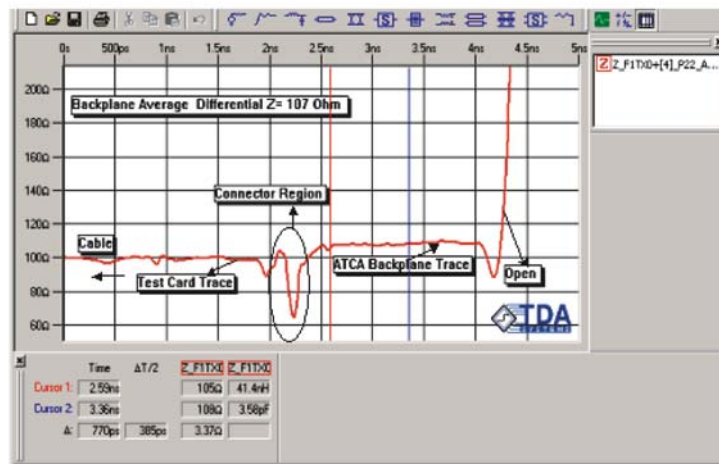 0s 500ps 1ns 1.5ns 2ns 2.5ns 3ns 3.5ns 4ns 4.5ns 5ns
200Ω
180Ω
160Ω
140Ω
120Ω
100Ω
80Ω
60Ω
Backplane Average Differential Z= 107 Ohm
Connector Region
Cable
Test Card Trace
ATCA Backplane Trace
Open
TDA
SYSTEMS
Z Z_F1TX0+[4]_P22_A...
Time ΔT/2 Z_F1TX0 Z_F1TX0
Cursor 1: 2.59ns 105Ω 41.4nH
Cursor 2: 3.36ns 108Ω 3.58pF
Δ: 770ps 385ps 3.37Ω